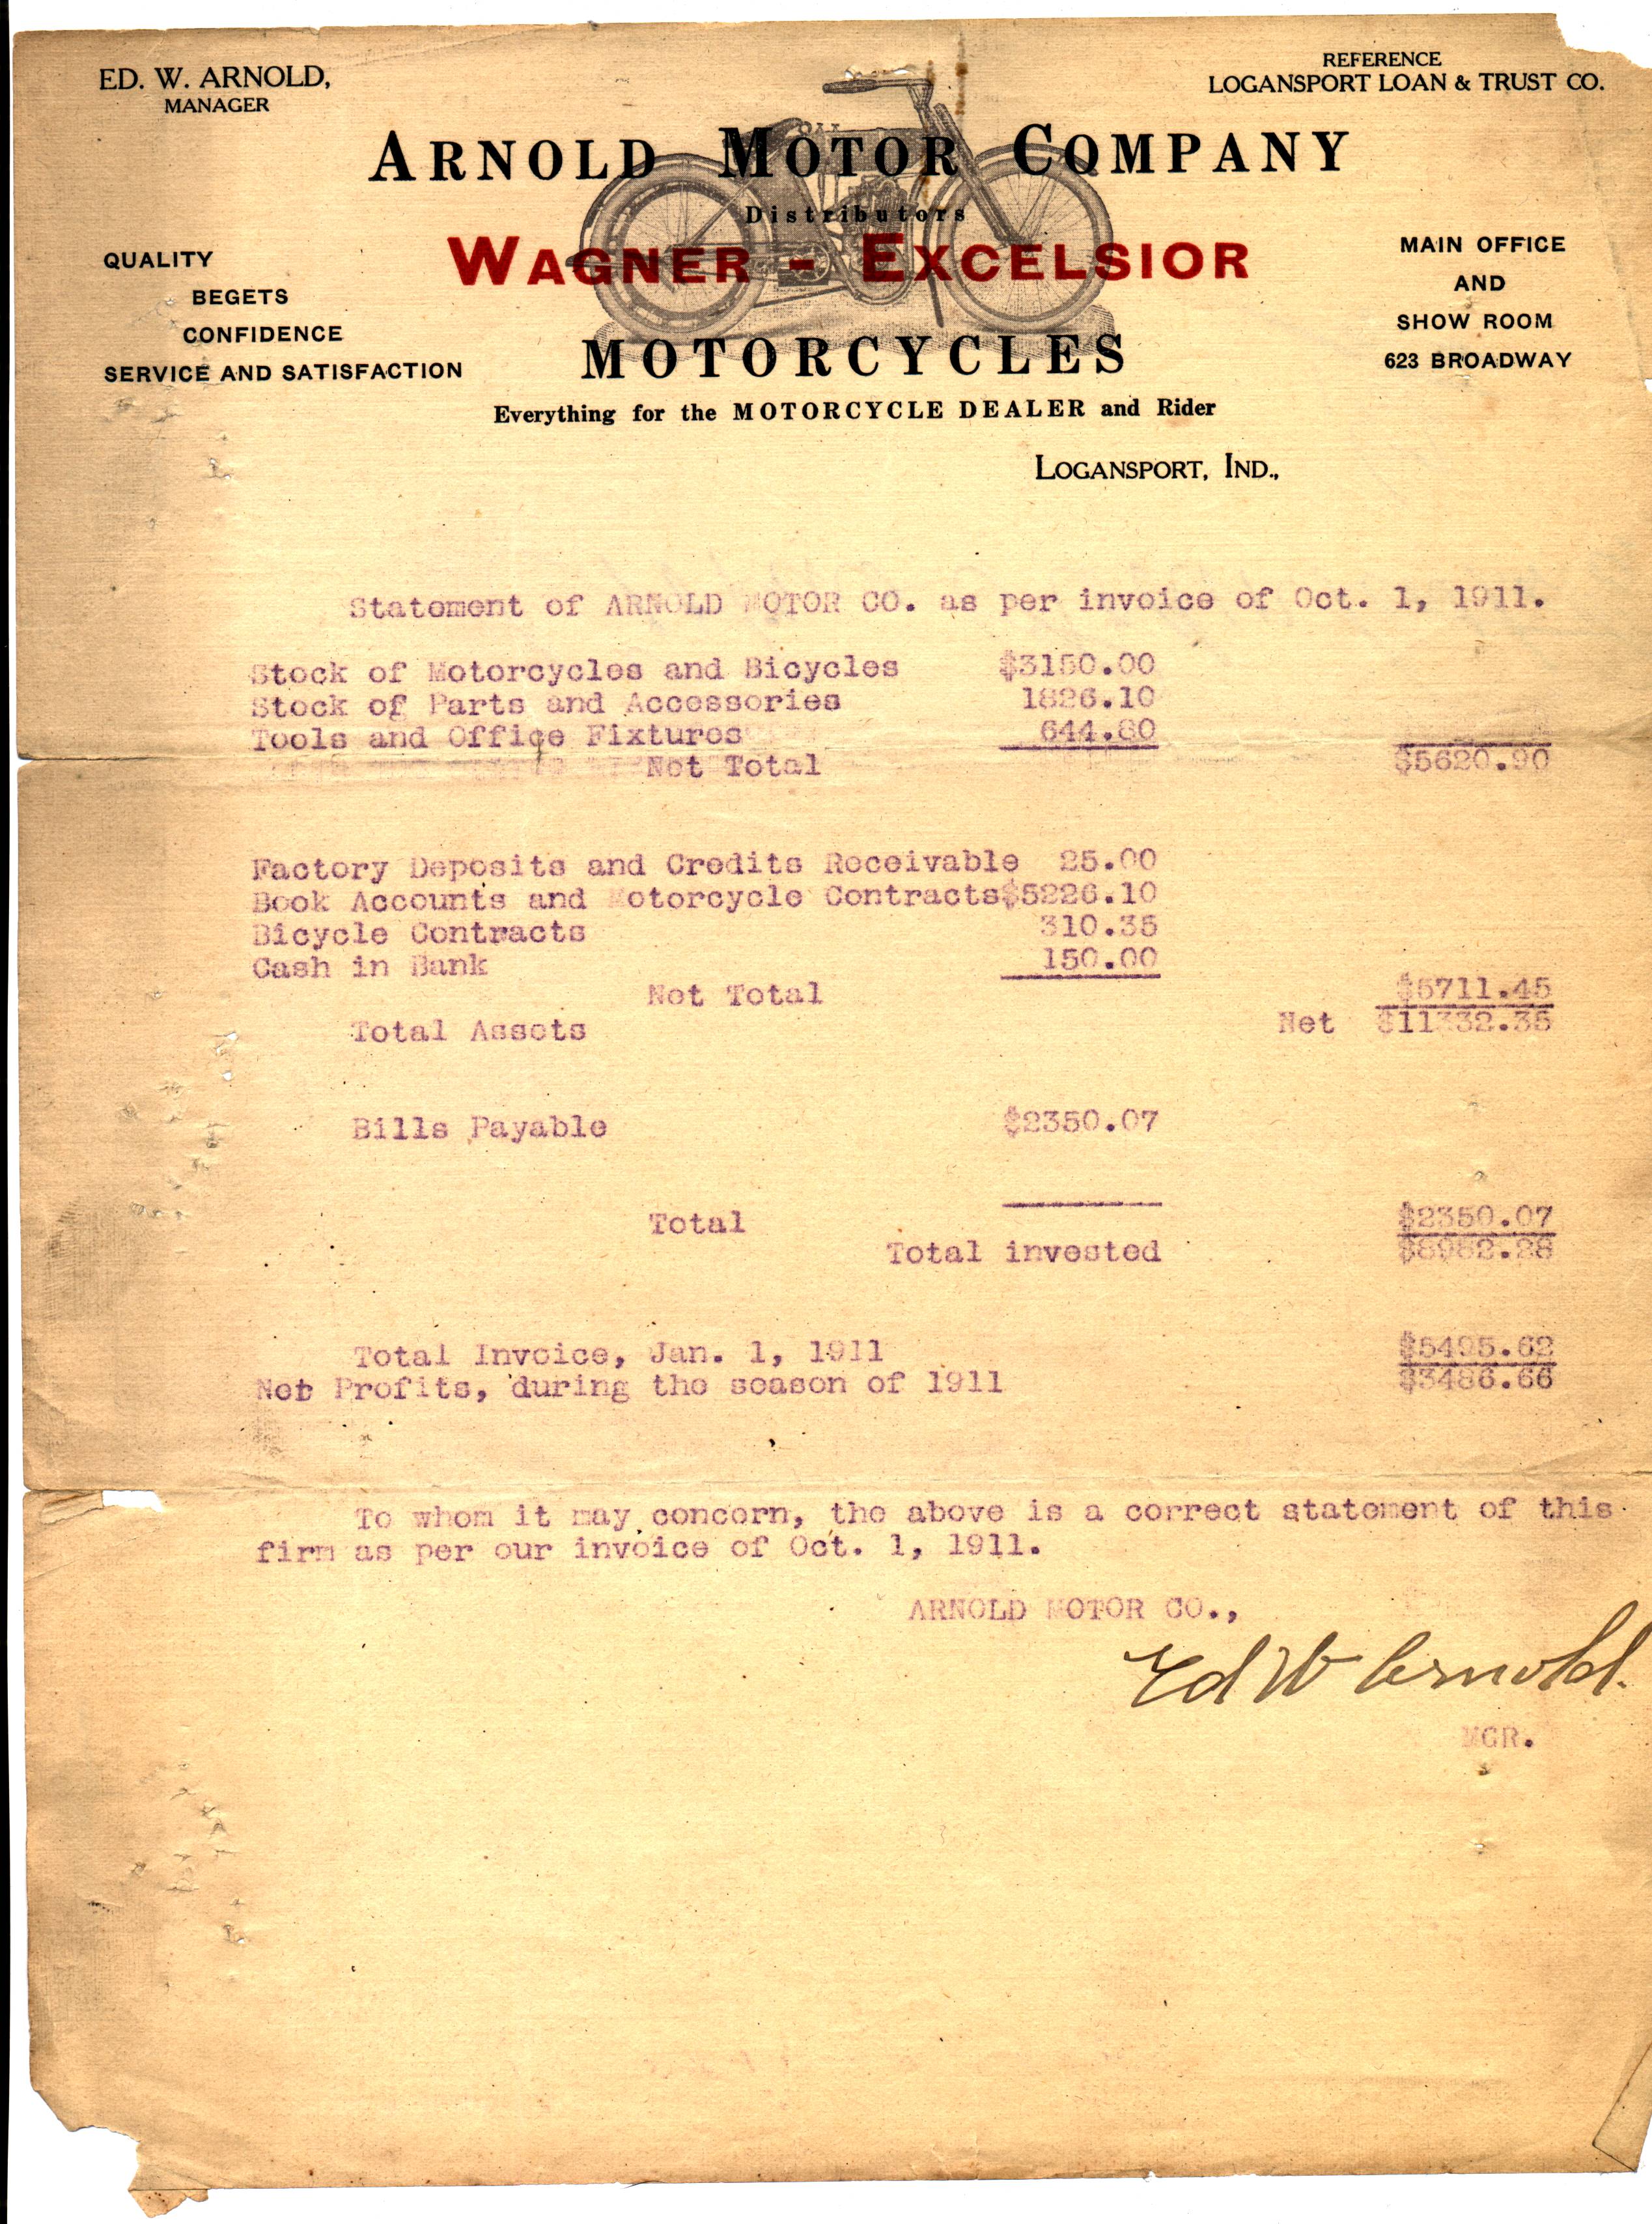 ED. W. ARNOLD,
MANAGER
REFERENCE
LOGANSPORT LOAN & TRUST CO.
ARNOLD MOTOR COMPANY
Distributors
WAGNER - EXCELSIOR
MOTORCYCLES
Everything for the MOTORCYCLE DEALER and Rider
QUALITY
BEGETS
CONFIDENCE
SERVICE AND SATISFACTION
MAIN OFFICE
AND
SHOW ROOM
623 BROADWAY
LOGANSPORT, IND.,
Statement of ARNOLD MOTOR CO. as per invoice of Oct. 1, 1911.
Stock of Motorcycles and Bicycles $3150.00
Stock of Parts and Accessories 1826.10
Tools and Office Fixtures 644.80
Net Total $5620.90
Factory Deposits and Credits Receivable 25.00
Book Accounts and Motorcycle Contracts$5226.10
Bicycle Contracts 310.35
Cash in Bank 150.00
Net Total $5711.45
Total Assets Net $11332.35
Bills Payable $2350.07
Total $2350.07
Total invested $8982.28
Total Invoice, Jan. 1, 1911 $5495.62
Net Profits, during the season of 1911 $3486.66
To whom it may concern, the above is a correct statement of this
firm as per our invoice of Oct. 1, 1911.
ARNOLD MOTOR CO.,
Ed W Arnold.
MGR.